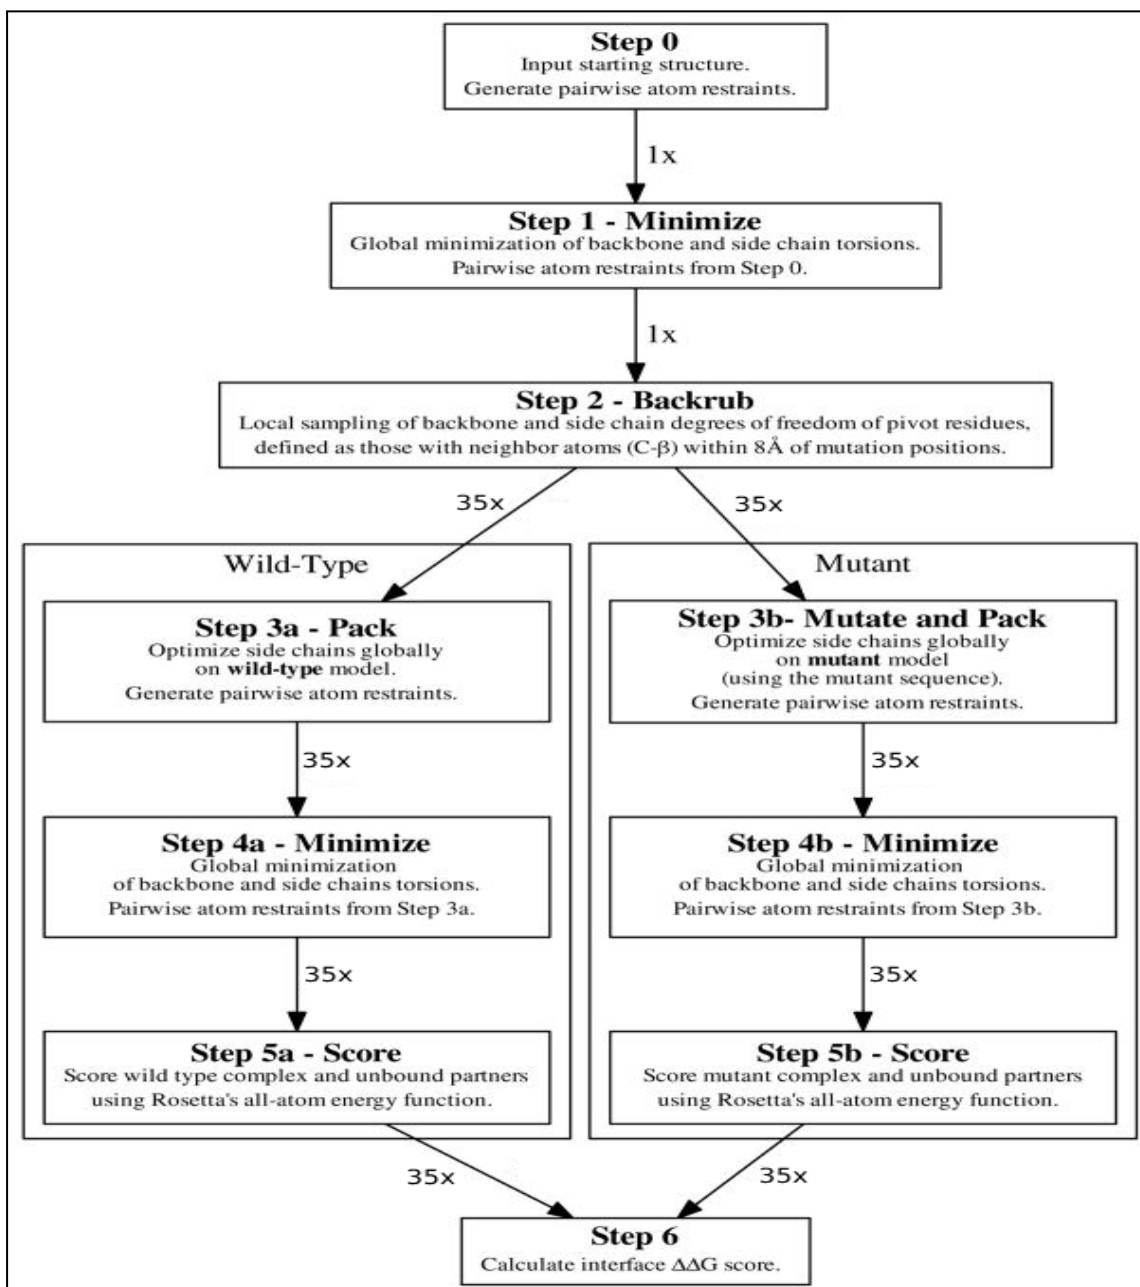 Step 0
Input starting structure.
Generate pairwise atom restraints.
1x
Step 1 - Minimize
Global minimization of backbone and side chain torsions.
Pairwise atom restraints from Step 0.
1x
Step 2 - Backrub
Local sampling of backbone and side chain degrees of freedom of pivot residues,
defined as those with neighbor atoms (C-β) within 8Å of mutation positions.
35x
35x
Wild-Type
Step 3a - Pack
Optimize side chains globally
on wild-type model.
Generate pairwise atom restraints.
35x
Step 4a - Minimize
Global minimization
of backbone and side chains torsions.
Pairwise atom restraints from Step 3a.
35x
Step 5a - Score
Score wild type complex and unbound partners
using Rosetta's all-atom energy function.
35x
Mutant
Step 3b- Mutate and Pack
Optimize side chains globally
on mutant model
(using the mutant sequence).
Generate pairwise atom restraints.
35x
Step 4b - Minimize
Global minimization
of backbone and side chains torsions.
Pairwise atom restraints from Step 3b.
35x
Step 5b - Score
Score mutant complex and unbound partners
using Rosetta's all-atom energy function.
35x
Step 6
Calculate interface ΔΔG score.